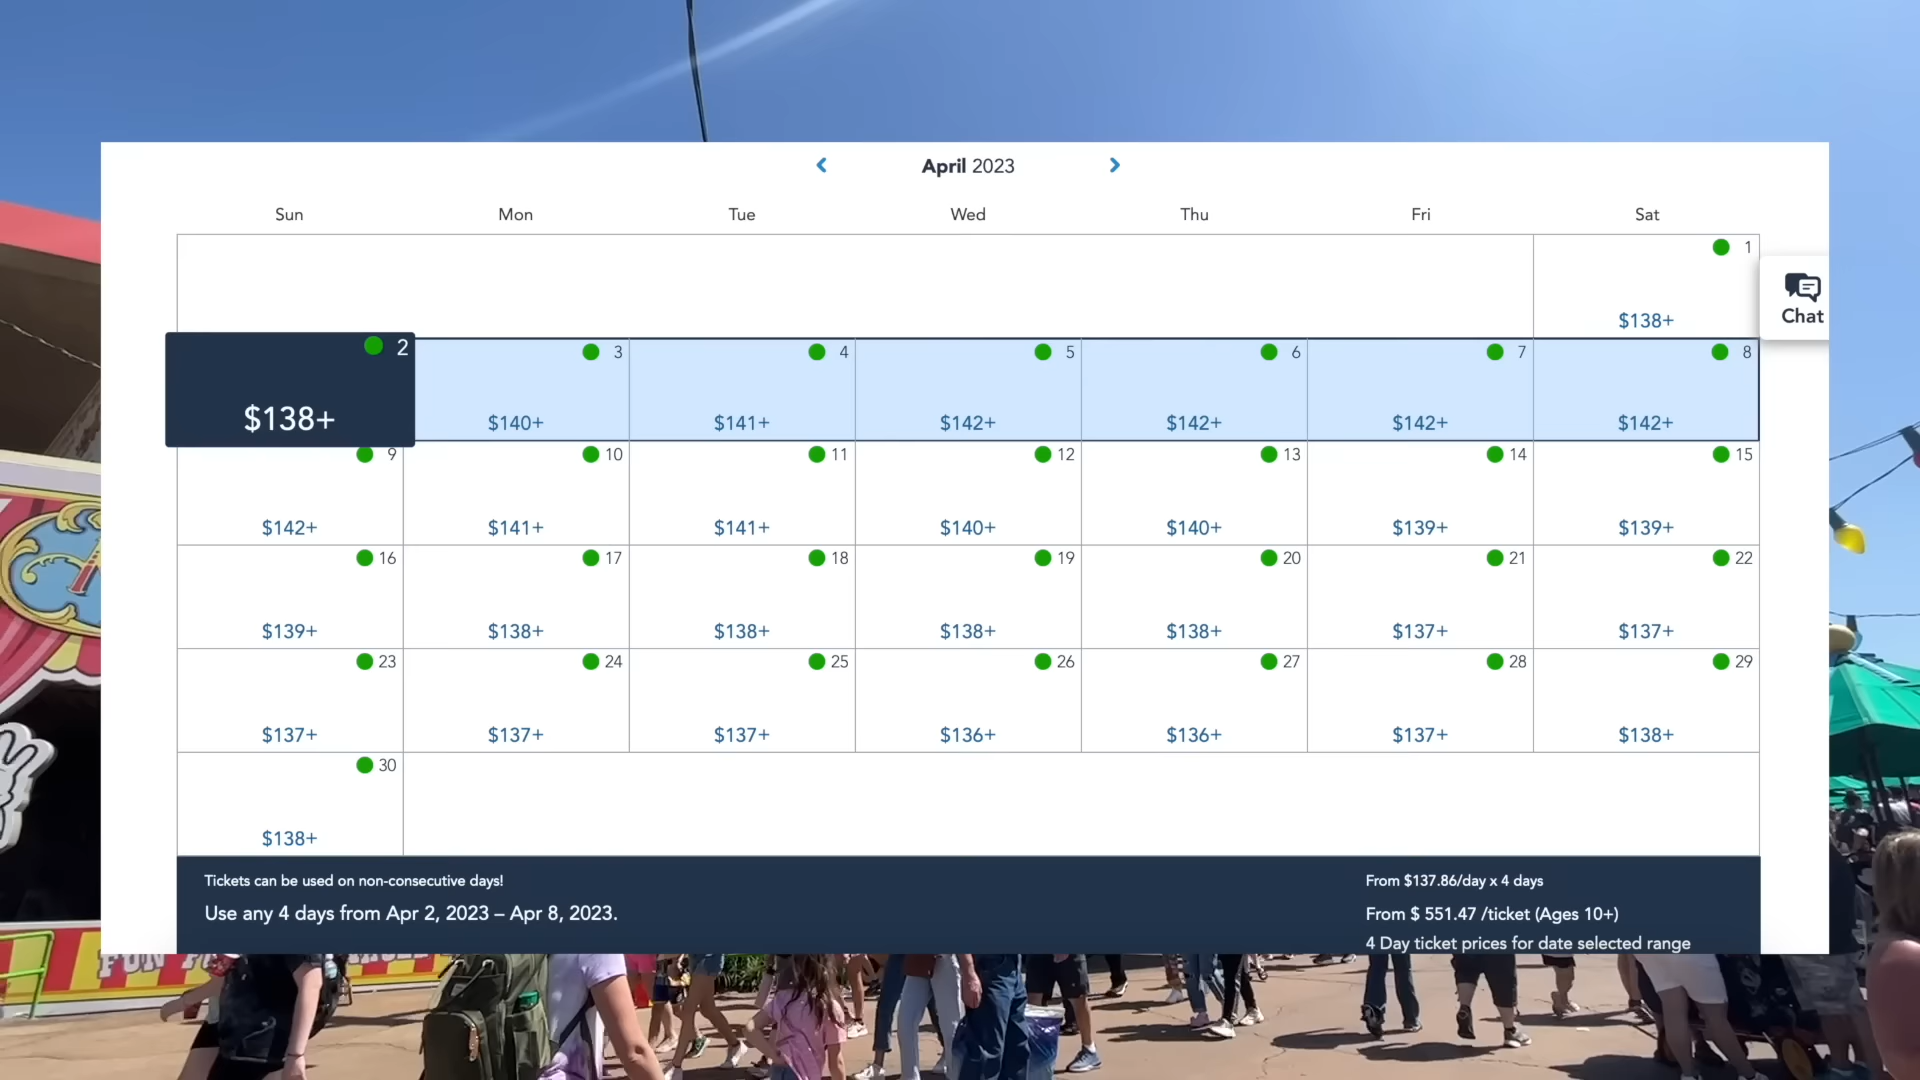 April 2023
Sun Mon Tue Wed Thu Fri Sat
1
$138+
Chat
2 3 4 5 6 7 8
$138+ $140+ $141+ $142+ $142+ $142+ $142+
9 10 11 12 13 14 15
$142+ $141+ $141+ $140+ $140+ $139+ $139+
16 17 18 19 20 21 22
$139+ $138+ $138+ $138+ $138+ $137+ $137+
23 24 25 26 27 28 29
$137+ $137+ $137+ $136+ $136+ $137+ $138+
30
$138+
Tickets can be used on non-consecutive days!
Use any 4 days from Apr 2, 2023 – Apr 8, 2023.
From $137.86/day x 4 days
From $ 551.47 /ticket (Ages 10+)
4 Day ticket prices for date selected range
FUN